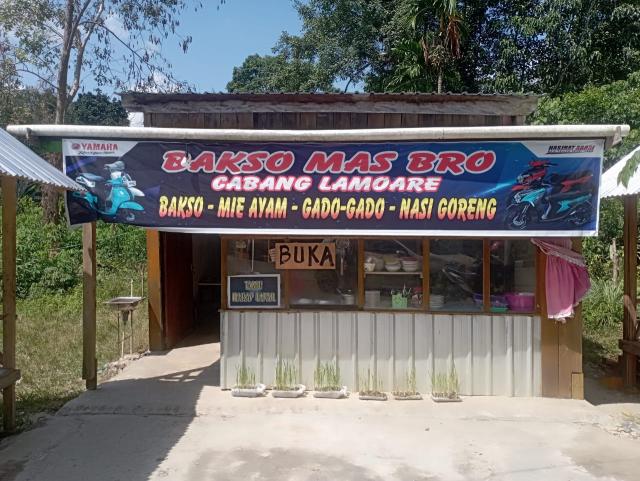 YAMAHA
BAKSO MAS BRO
CABANG LAMOARE
BAKSO - MIE AYAM - GADO-GADO - NASI GORENG
BUKA